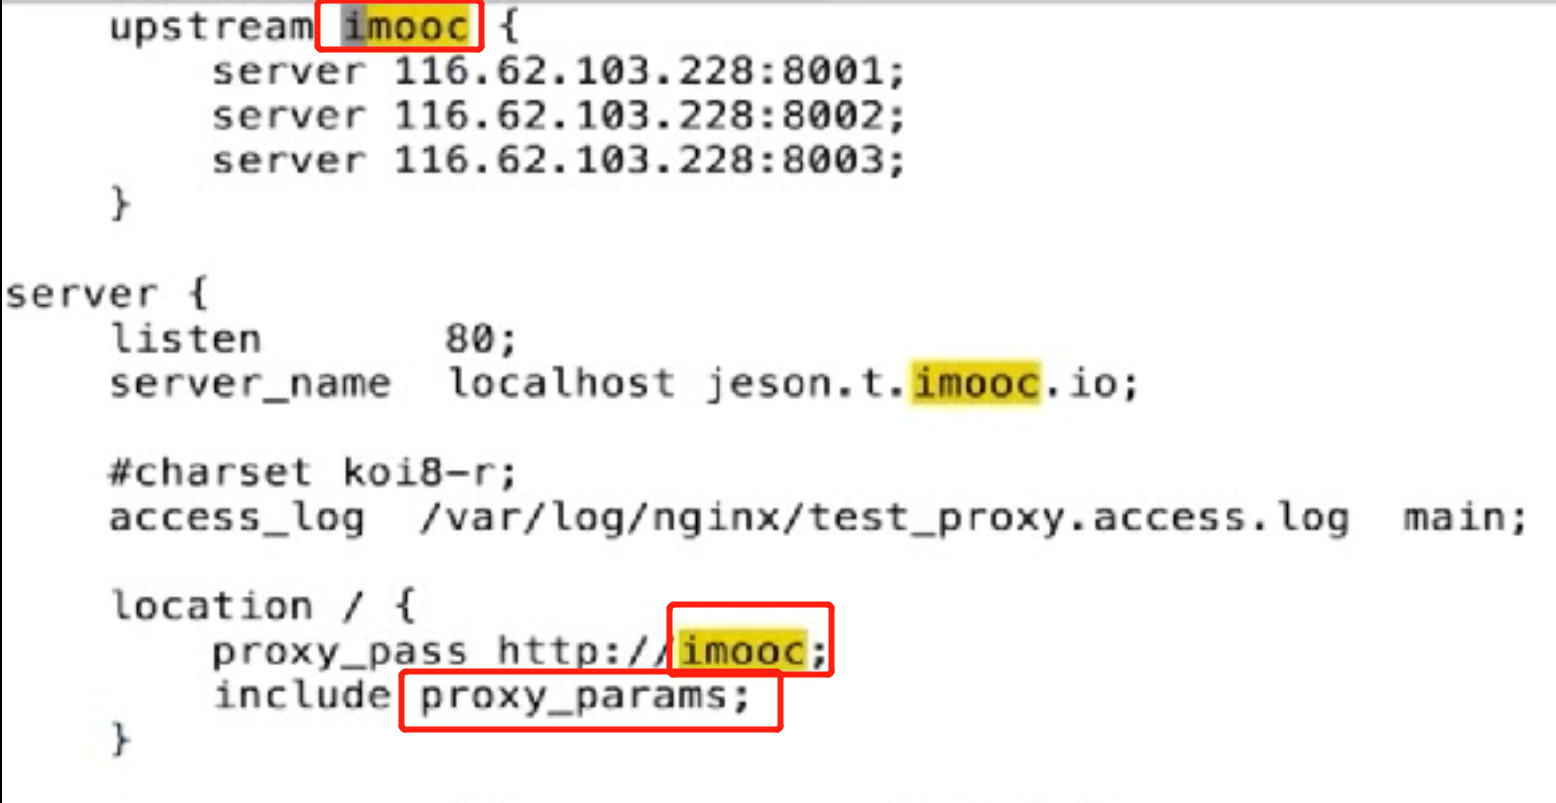 upstream imooc {
server 116.62.103.228:8001;
server 116.62.103.228:8002;
server 116.62.103.228:8003;
}
server {
listen 80;
server_name localhost jeson.t.imooc.io;
#charset koi8-r;
access_log /var/log/nginx/test_proxy.access.log main;
location / {
proxy_pass http://imooc;
include proxy_params;
}